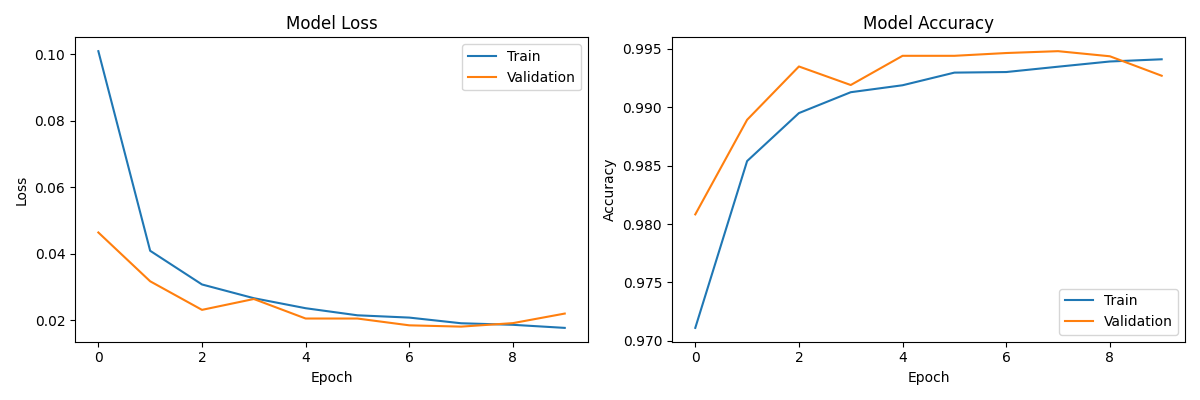 Model Loss
Loss
0.10
0.08
0.06
0.04
0.02
0 2 4 6 8
Epoch
Train
Validation
Model Accuracy
Accuracy
0.995
0.990
0.985
0.980
0.975
0.970
0 2 4 6 8
Epoch
Train
Validation